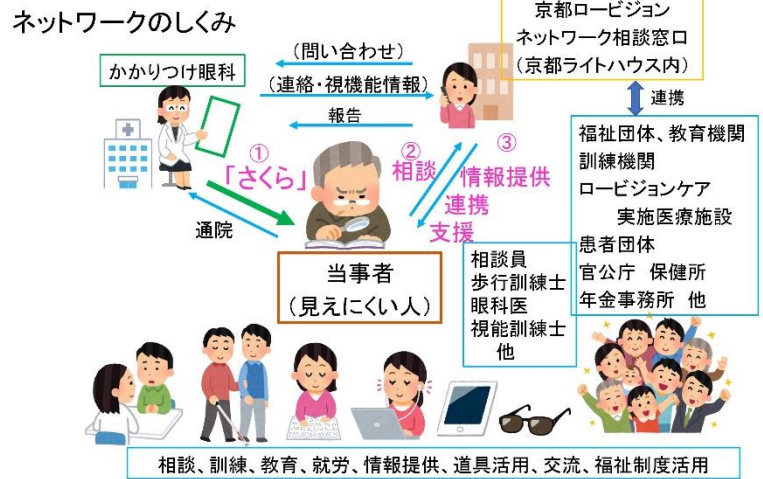 ネットワークのしくみ
京都ロービジョン
ネットワーク相談窓口
(京都ライトハウス内)
かかりつけ眼科
(問い合わせ)
(連絡・視機能情報)
報告
連携
福祉団体、教育機関
訓練機関
ロービジョンケア
実施医療施設
患者団体
官公庁 保健所
年金事務所 他
①
「さくら」
通院
②
相談
③
情報提供
連携
支援
当事者
(見えにくい人)
相談員
歩行訓練士
眼科医
視能訓練士
他
相談、訓練、教育、就労、情報提供、道具活用、交流、福祉制度活用